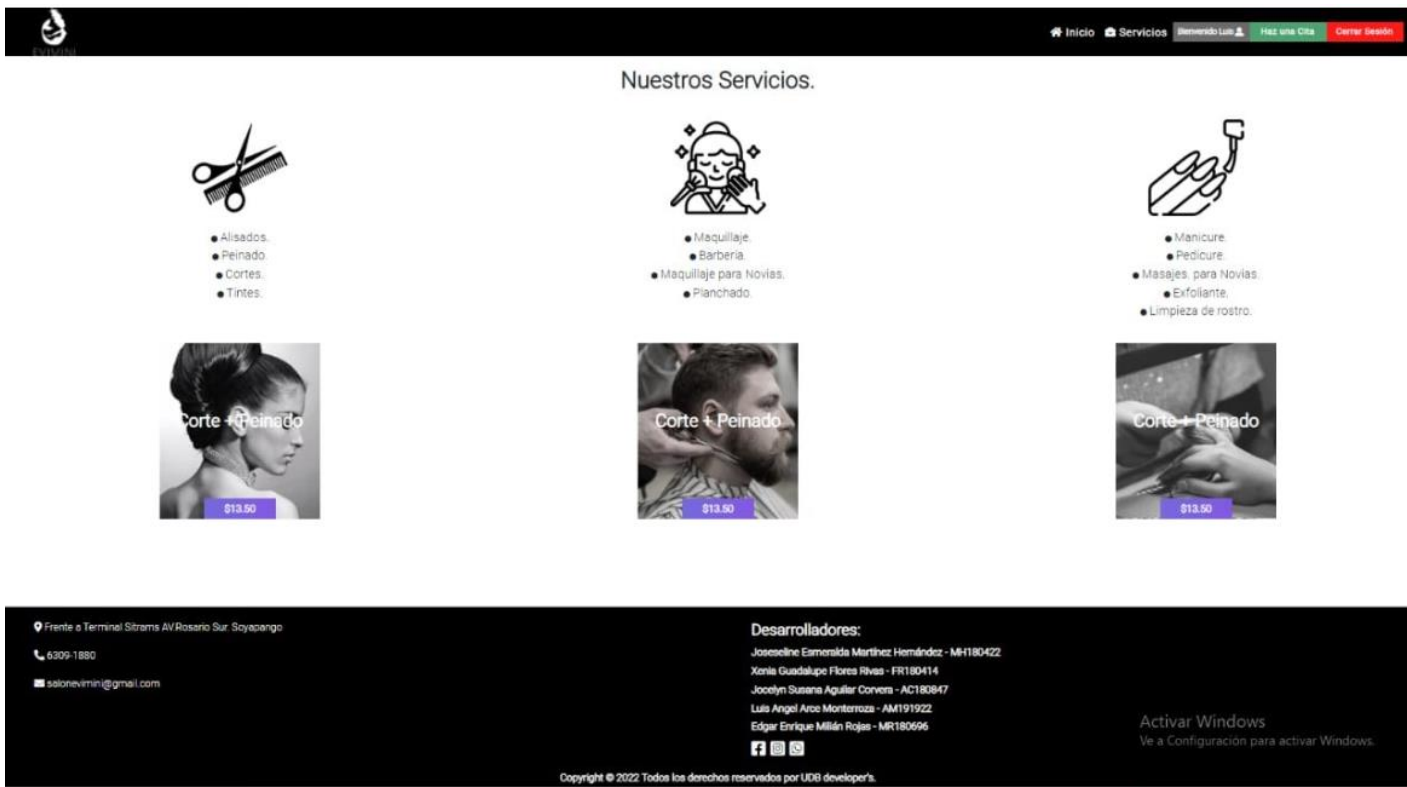 EVIMINI
Inicio Servicios Bienvenido Luis Haz una Cita Cerrar Sesión
Nuestros Servicios.
● Alisados.
● Peinado.
● Cortes.
● Tintes.
● Maquillaje.
● Barbería.
● Maquillaje para Novias.
● Planchado.
● Manicure.
● Pedicure.
● Masajes. para Novias.
● Exfoliante.
● Limpieza de rostro.
Corte + Peinado
$13.50
Corte + Peinado
$13.50
Corte + Peinado
$13.50
Frente a Terminal Sitrams AV.Rosario Sur. Soyapango
6309-1880
salonevimini@gmail.com
Desarrolladores:
Joseseline Esmeralda Martínez Hernández - MH180422
Xenia Guadalupe Flores Rivas - FR180414
Jocelyn Susana Aguilar Corvera - AC180847
Luis Angel Arce Monterroza - AM191922
Edgar Enrique Milián Rojas - MR180696
Activar Windows
Ve a Configuración para activar Windows.
Copyright © 2022 Todos los derechos reservados por UDB developer's.